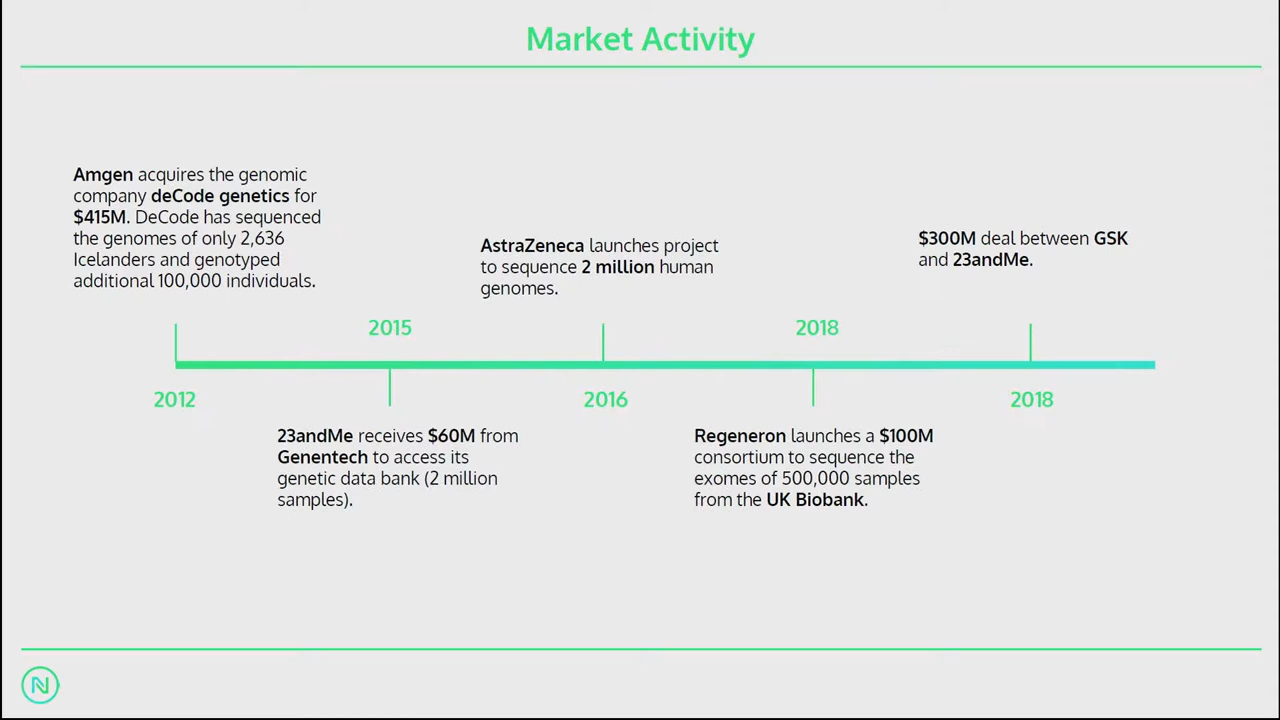 Market Activity
Amgen acquires the genomic
company deCode genetics for
$415M. DeCode has sequenced
the genomes of only 2,636
Icelanders and genotyped
additional 100,000 individuals.
AstraZeneca launches project
to sequence 2 million human
genomes.
$300M deal between GSK
and 23andMe.
2015
2018
2012
2016
2018
23andMe receives $60M from
Genentech to access its
genetic data bank (2 million
samples).
Regeneron launches a $100M
consortium to sequence the
exomes of 500,000 samples
from the UK Biobank.
N